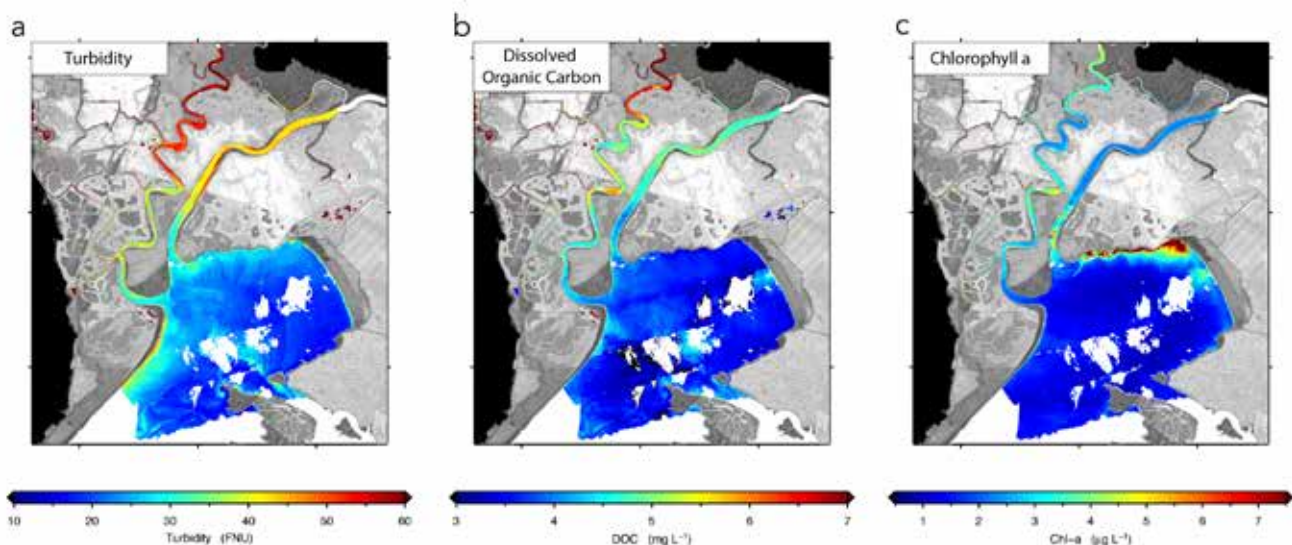 a
Turbidity
b
Dissolved
Organic Carbon
c
Chlorophyll a
10 20 30 40 50 60
Turbidity (FNU)
3 4 5 6 7
DOC (mg L⁻¹)
1 2 3 4 5 6 7
Chl-a (µg L⁻¹)